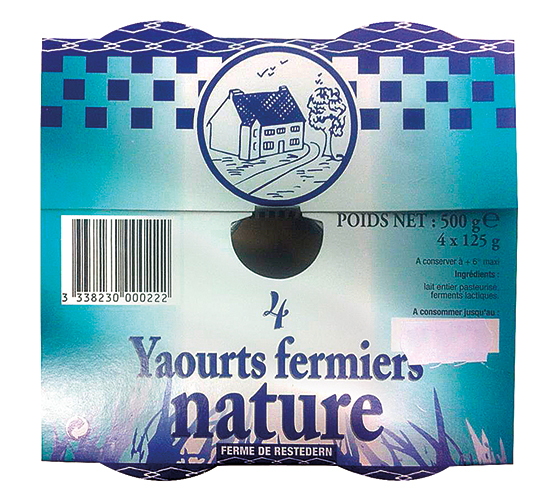 POIDS NET : 500 g ℮
4 x 125 g
A conserver à + 6° maxi
Ingrédients :
lait entier pasteurisé,
ferments lactiques.
A consommer jusqu'au :
3 338230 000222
4
Yaourts fermiers
nature
FERME DE RESTEDERN